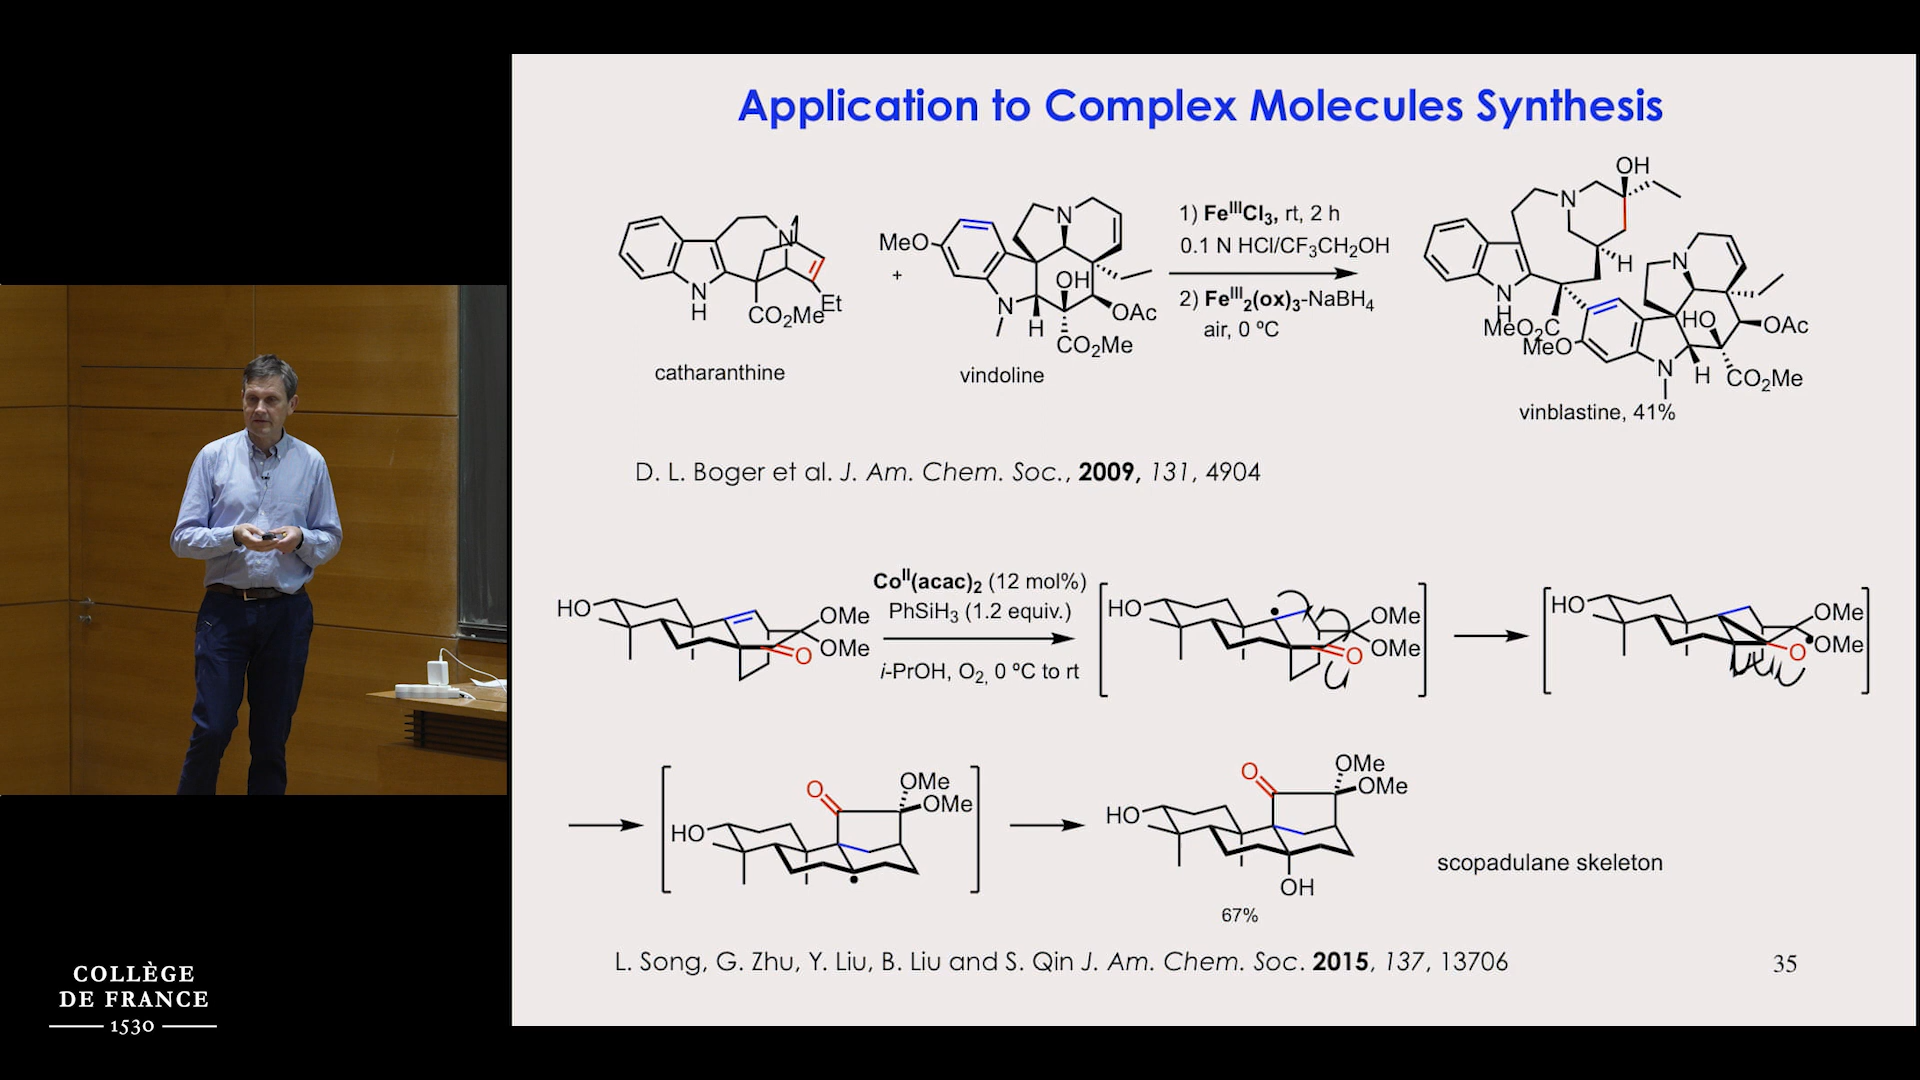 Application to Complex Molecules Synthesis
N
H
N
CO₂Me
Et
catharanthine
+
MeO
N
N
H
OH
OAc
CO₂Me
vindoline
1) FeᴵᴵᴵCl₃, rt, 2 h
0.1 N HCl/CF₃CH₂OH
2) Feᴵᴵᴵ₂(ox)₃-NaBH₄
air, 0 ºC
OH
N
H
N
H
MeO₂C
MeO
N
HO
OAc
N
H
CO₂Me
vinblastine, 41%
D. L. Boger et al. J. Am. Chem. Soc., 2009, 131, 4904
HO
OMe
OMe
O
Coᴵᴵ(acac)₂ (12 mol%)
PhSiH₃ (1.2 equiv.)
i-PrOH, O₂, 0 ºC to rt
HO
OMe
OMe
O
HO
OMe
OMe
O
HO
O
OMe
OMe
HO
O
OMe
OMe
OH
67%
scopadulane skeleton
L. Song, G. Zhu, Y. Liu, B. Liu and S. Qin J. Am. Chem. Soc. 2015, 137, 13706
35
COLLÈGE
DE FRANCE
1530